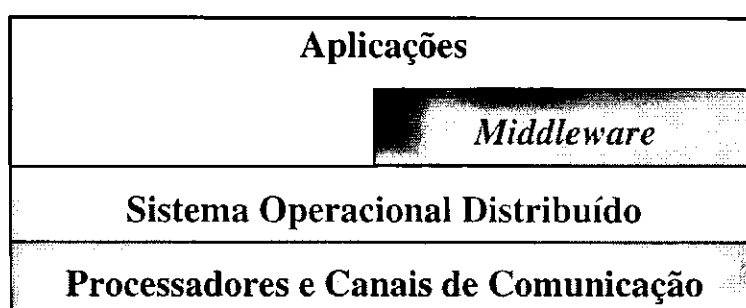 Aplicações
Middleware
Sistema Operacional Distribuído
Processadores e Canais de Comunicação